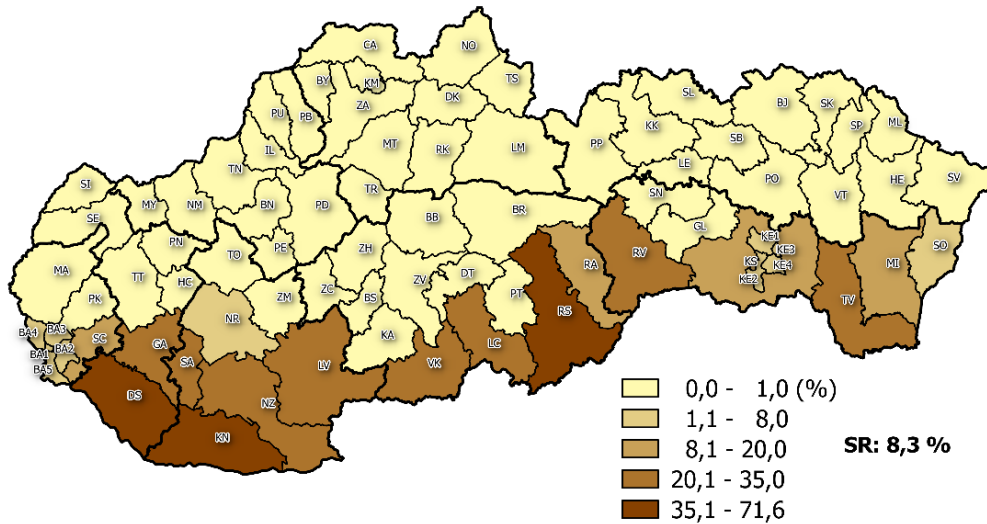 CA
NO
BY
KM
TS
ZA
DK
SL
BJ
SK
PU
PB
KK
SP
ML
MT
RK
LM
PP
SB
IL
TN
LE
PO
VT
HE
SV
SI
MY
NM
BN
PD
TR
SN
SE
BB
BR
GL
PN
PE
ZH
KE1
SO
MA
TT
TO
ZV
DT
RV
RA
KS
KE3
KE4
KE2
MI
HC
ZM
ZC
BS
PT
TV
PK
KA
RS
NR
BA4
BA3
SC
GA
BA1
BA2
SA
LV
VK
LC
BA5
DS
NZ
KN
0,0 - 1,0 (%)
1,1 - 8,0
8,1 - 20,0
SR: 8,3 %
20,1 - 35,0
35,1 - 71,6